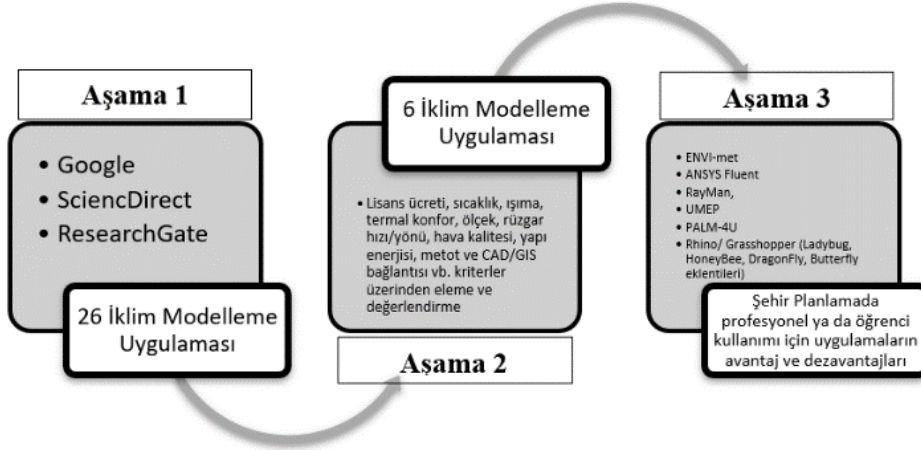 Aşama 1
• Google
• SciencDirect
• ResearchGate
26 İklim Modelleme
Uygulaması
6 İklim Modelleme
Uygulaması
• Lisans ücreti, sıcaklık, ışıma,
termal konfor, ölçek, rüzgar
hızı/yönü, hava kalitesi, yapı
enerjisi, metot ve CAD/GIS
bağlantısı vb. kriterler
üzerinden eleme ve
değerlendirme
Aşama 2
Aşama 3
• ENVI-met
• ANSYS Fluent
• RayMan,
• UMEP
• PALM-4U
• Rhino/ Grasshopper (Ladybug,
HoneyBee, DragonFly, Butterfly
eklentileri)
Şehir Planlamada
profesyonel ya da öğrenci
kullanımı için uygulamaların
avantaj ve dezavantajları